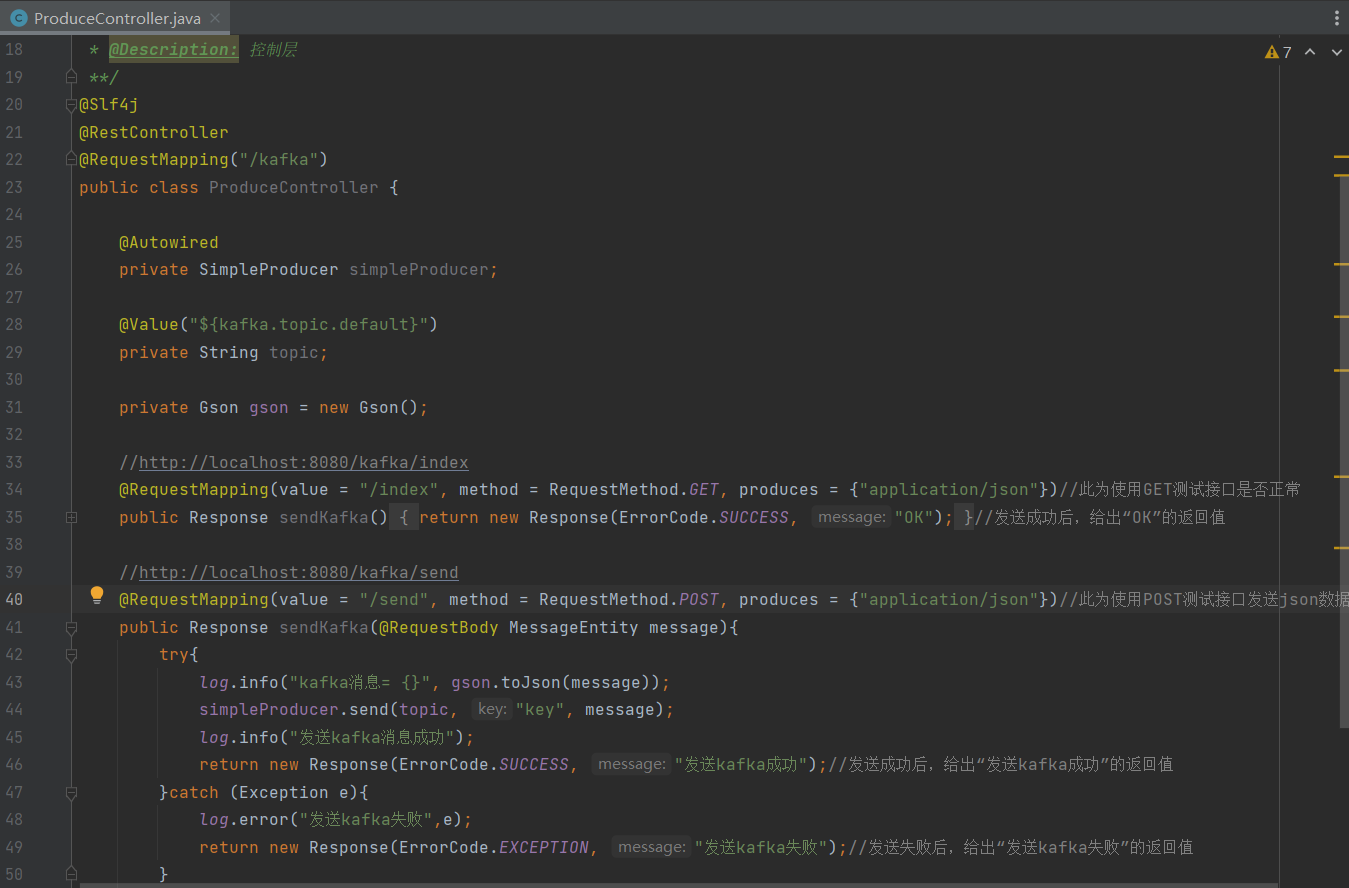 ProduceController.java
18 * @Description: 控制层
7
19 **/
20 @Slf4j
21 @RestController
22 @RequestMapping("/kafka")
23 public class ProduceController {
24
25 @Autowired
26 private SimpleProducer simpleProducer;
27
28 @Value("${kafka.topic.default}")
29 private String topic;
30
31 private Gson gson = new Gson();
32
33 //http://localhost:8080/kafka/index
34 @RequestMapping(value = "/index", method = RequestMethod.GET, produces = {"application/json"})//此为使用GET测试接口是否正常
35 public Response sendKafka() { return new Response(ErrorCode.SUCCESS, message: "OK"); }//发送成功后，给出“OK”的返回值
38
39 //http://localhost:8080/kafka/send
40 @RequestMapping(value = "/send", method = RequestMethod.POST, produces = {"application/json"})//此为使用POST测试接口发送json数据
41 public Response sendKafka(@RequestBody MessageEntity message){
42 try{
43 log.info("kafka消息= {}", gson.toJson(message));
44 simpleProducer.send(topic, key: "key", message);
45 log.info("发送kafka消息成功");
46 return new Response(ErrorCode.SUCCESS, message: "发送kafka成功");//发送成功后，给出“发送kafka成功”的返回值
47 }catch (Exception e){
48 log.error("发送kafka失败",e);
49 return new Response(ErrorCode.EXCEPTION, message: "发送kafka失败");//发送失败后，给出“发送kafka失败”的返回值
50 }